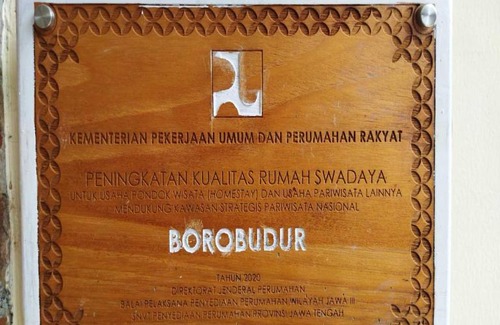 KEMENTERIAN PEKERJAAN UMUM DAN PERUMAHAN RAKYAT
PENINGKATAN KUALITAS RUMAH SWADAYA
UNTUK USAHA PONDOK WISATA (HOMESTAY) DAN USAHA PARIWISATA LAINNYA
MENDUKUNG KAWASAN STRATEGIS PARIWISATA NASIONAL
BOROBUDUR
TAHUN 2020
DIREKTORAT JENDERAL PERUMAHAN
BALAI PELAKSANA PENYEDIAAN PERUMAHAN WILAYAH JAWA III
SNVT PENYEDIAAN PERUMAHAN PROVINSI JAWA TENGAH